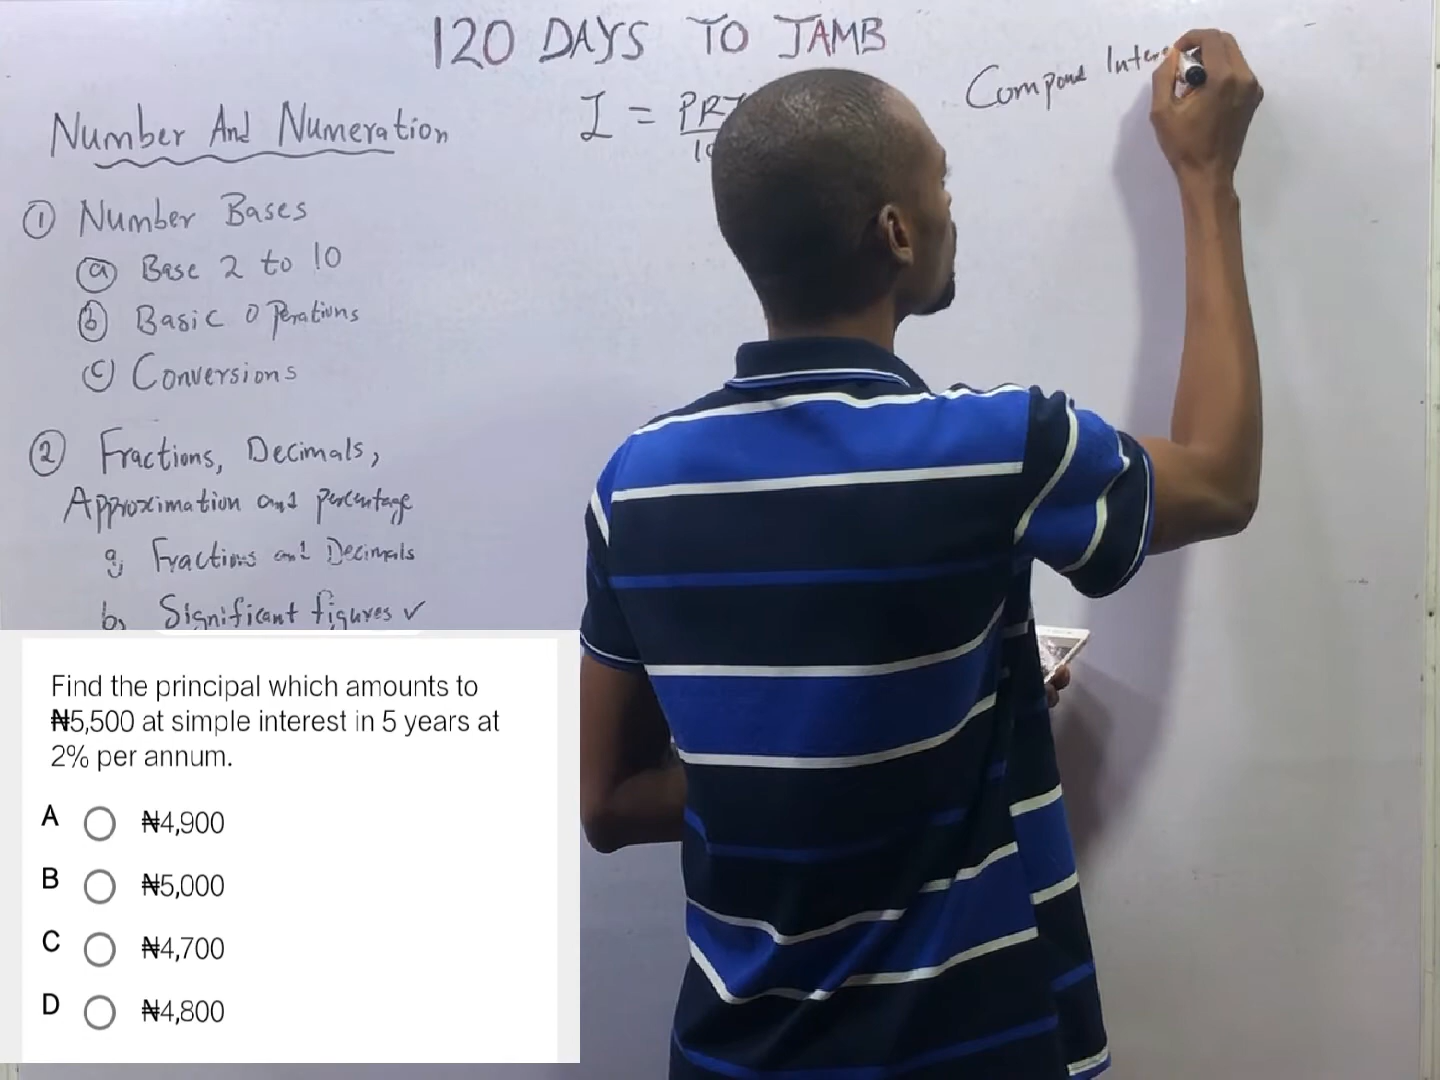 120 DAYS TO JAMB
Number And Numeration
① Number Bases
ⓐ Base 2 to 10
ⓑ Basic Operations
ⓒ Conversions
② Fractions, Decimals,
Approximation and percentage
a, Fractions and Decimals
b, Significant figures ✓
I = PR
10
Compound Inter
Find the principal which amounts to
₦5,500 at simple interest in 5 years at
2% per annum.
A ₦4,900
B ₦5,000
C ₦4,700
D ₦4,800